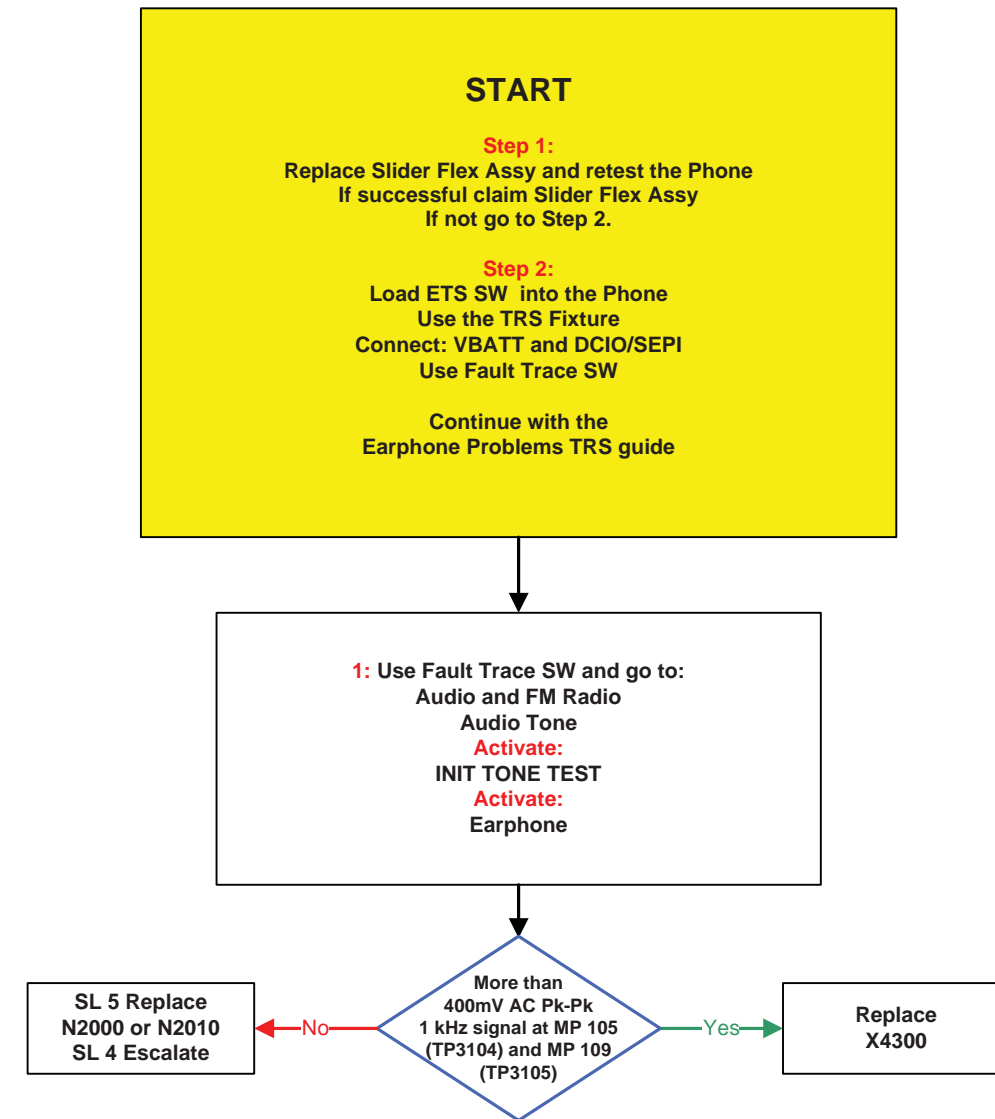 START
Step 1:
Replace Slider Flex Assy and retest the Phone
If successful claim Slider Flex Assy
If not go to Step 2.
Step 2:
Load ETS SW into the Phone
Use the TRS Fixture
Connect: VBATT and DCIO/SEPI
Use Fault Trace SW
Continue with the
Earphone Problems TRS guide
1: Use Fault Trace SW and go to:
Audio and FM Radio
Audio Tone
Activate:
INIT TONE TEST
Activate:
Earphone
More than
400mV AC Pk-Pk
1 kHz signal at MP 105
(TP3104) and MP 109
(TP3105)
No
SL 5 Replace
N2000 or N2010
SL 4 Escalate
Yes
Replace
X4300